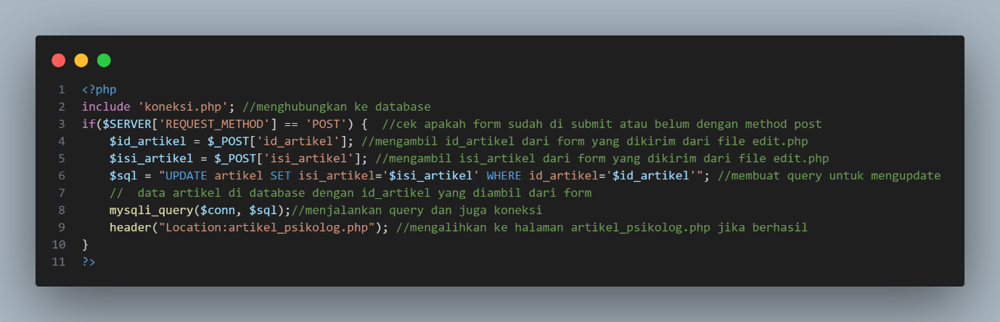 1 <?php
2 include 'koneksi.php'; //menghubungkan ke database
3 if($SERVER['REQUEST_METHOD'] == 'POST') {  //cek apakah form sudah di submit atau belum dengan method post
4     $id_artikel = $_POST['id_artikel']; //mengambil id_artikel dari form yang dikirim dari file edit.php
5     $isi_artikel = $_POST['isi_artikel']; //mengambil isi_artikel dari form yang dikirim dari file edit.php
6     $sql = "UPDATE artikel SET isi_artikel='$isi_artikel' WHERE id_artikel='$id_artikel'"; //membuat query untuk mengupdate
7     //  data artikel di database dengan id_artikel yang diambil dari form
8     mysqli_query($conn, $sql);//menjalankan query dan juga koneksi
9     header("Location:artikel_psikolog.php"); //mengalihkan ke halaman artikel_psikolog.php jika berhasil
10 }
11 ?>